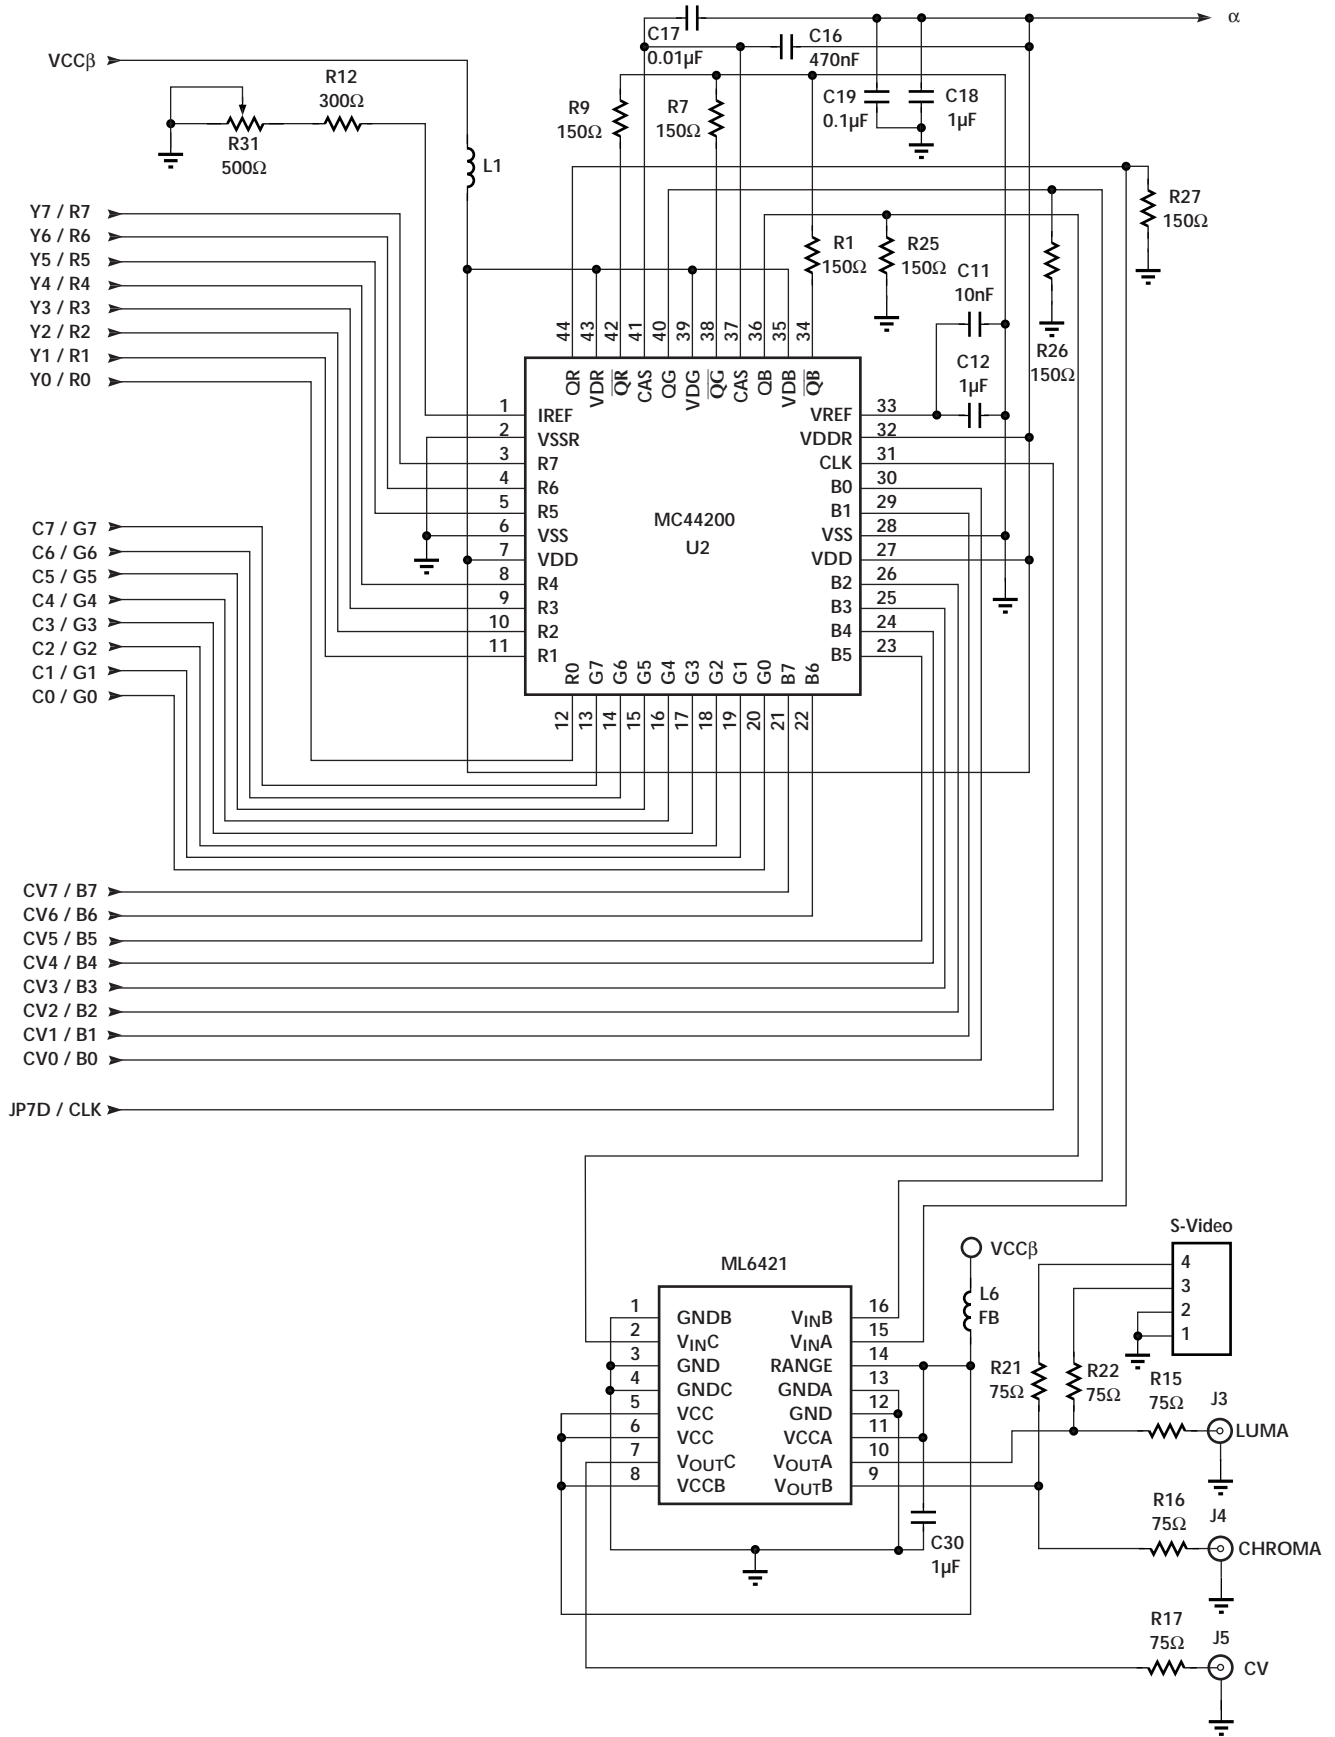 α
C17
0.01µF
C16
470nF
VCCβ
R12
300Ω
R31
500Ω
L1
R9
150Ω
R7
150Ω
C19
0.1µF
C18
1µF
R27
150Ω
R1
150Ω
R25
150Ω
C11
10nF
R26
150Ω
C12
1µF
Y7 / R7
Y6 / R6
Y5 / R5
Y4 / R4
Y3 / R3
Y2 / R2
Y1 / R1
Y0 / R0
44 43 42 41 40 39 38 37 36 35 34
QR VDR QR CAS QG VDG QG CAS QB VDB QB
1 IREF
2 VSSR
3 R7
4 R6
5 R5
6 VSS
7 VDD
8 R4
9 R3
10 R2
11 R1
MC44200
U2
VREF 33
VDDR 32
CLK 31
B0 30
B1 29
VSS 28
VDD 27
B2 26
B3 25
B4 24
B5 23
R0 G7 G6 G5 G4 G3 G2 G1 G0 B7 B6
12 13 14 15 16 17 18 19 20 21 22
C7 / G7
C6 / G6
C5 / G5
C4 / G4
C3 / G3
C2 / G2
C1 / G1
C0 / G0
CV7 / B7
CV6 / B6
CV5 / B5
CV4 / B4
CV3 / B3
CV2 / B2
CV1 / B1
CV0 / B0
JP7D / CLK
ML6421
1 GNDB
2 VINC
3 GND
4 GNDC
5 VCC
6 VCC
7 VOUTC
8 VCCB
VINB 16
VINA 15
RANGE 14
GNDA 13
GND 12
VCCA 11
VOUTA 10
VOUTB 9
VCCβ
L6
FB
C30
1µF
S-Video
4
3
2
1
R21
75Ω
R22
75Ω
R15
75Ω
J3
LUMA
R16
75Ω
J4
CHROMA
R17
75Ω
J5
CV